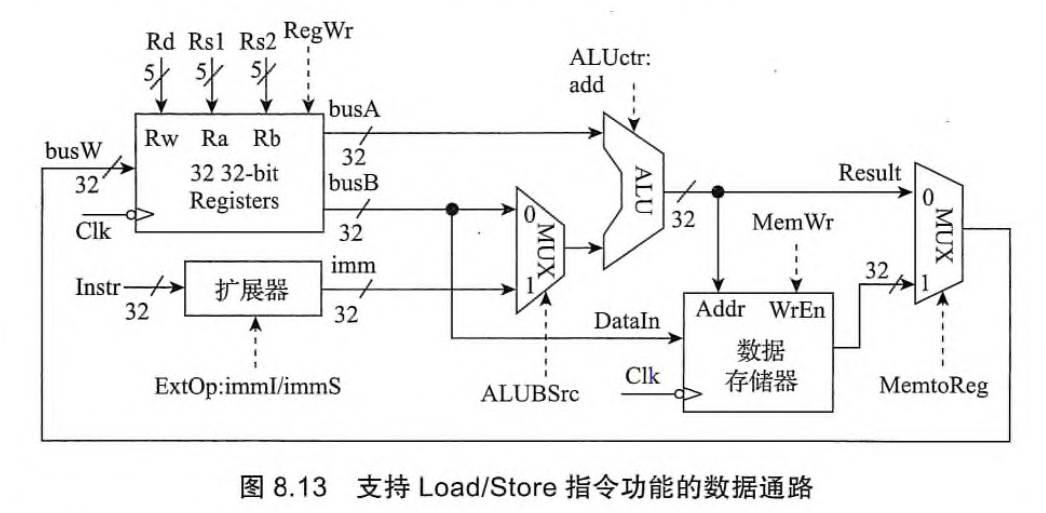 Rd Rs1 Rs2 RegWr
5 5 5
ALUctr:
add
busA
Rw Ra Rb
busW
32
32 32-bit
Registers
32
busB
32
Clk
0
MUX
1
ALU
32
Result
0
MUX
1
MemWr
32
Instr
32
扩展器
imm
32
Addr WrEn
DataIn
数据
存储器
Clk
ExtOp:immI/immS
ALUBSrc
MemtoReg
图 8.13 支持 Load/Store 指令功能的数据通路